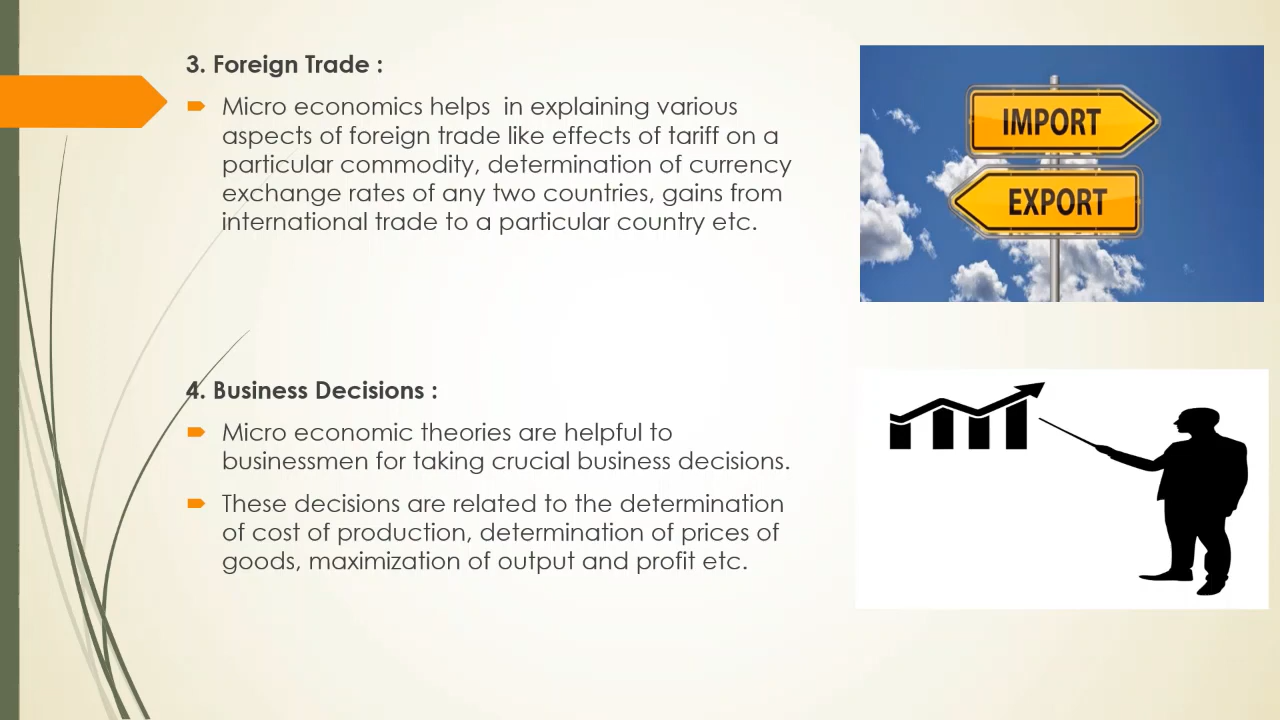 3. Foreign Trade :
Micro economics helps  in explaining various
aspects of foreign trade like effects of tariff on a
particular commodity, determination of currency
exchange rates of any two countries, gains from
international trade to a particular country etc.
IMPORT
EXPORT
4. Business Decisions :
Micro economic theories are helpful to
businessmen for taking crucial business decisions.
These decisions are related to the determination
of cost of production, determination of prices of
goods, maximization of output and profit etc.